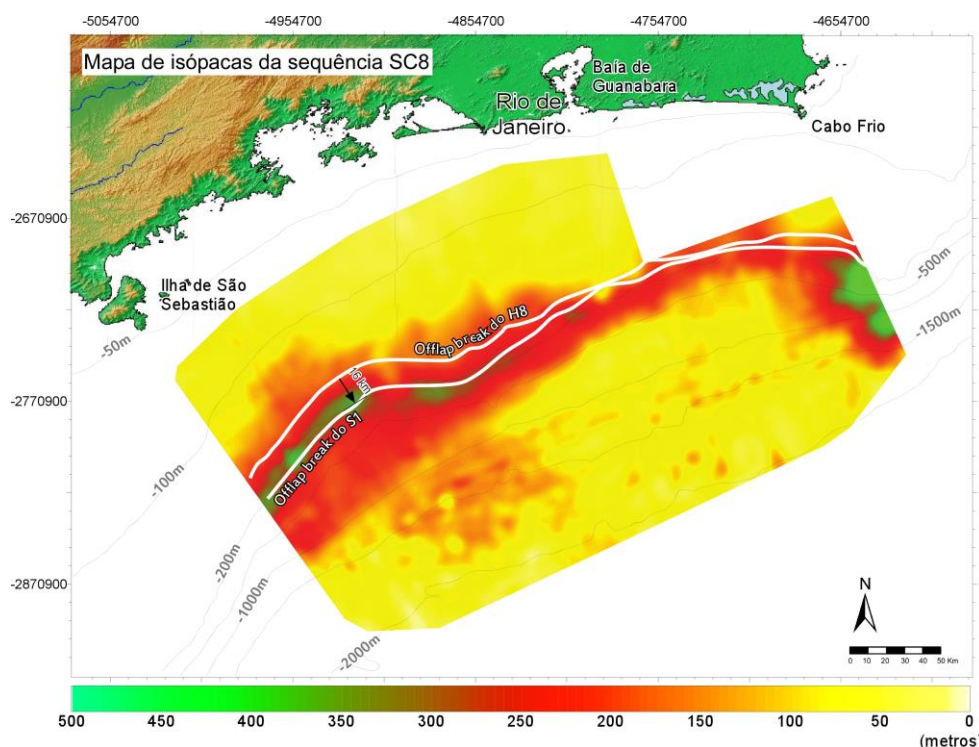 -5054700 -4954700 -4854700 -4754700 -4654700
Mapa de isópacas da sequência SC8
Baía de
Guanabara
Rio de
Janeiro
Cabo Frio
-2670900
Ilha de São
Sebastião
-50m
-500m
-1500m
Offlap break do H8
16 km
-2770900
Offlap break do S1
-100m
-200m
-2870900
-1000m
-2000m
N
0 10 20 30 40 50 Km
500 450 400 350 300 250 200 150 100 50 0
(metros